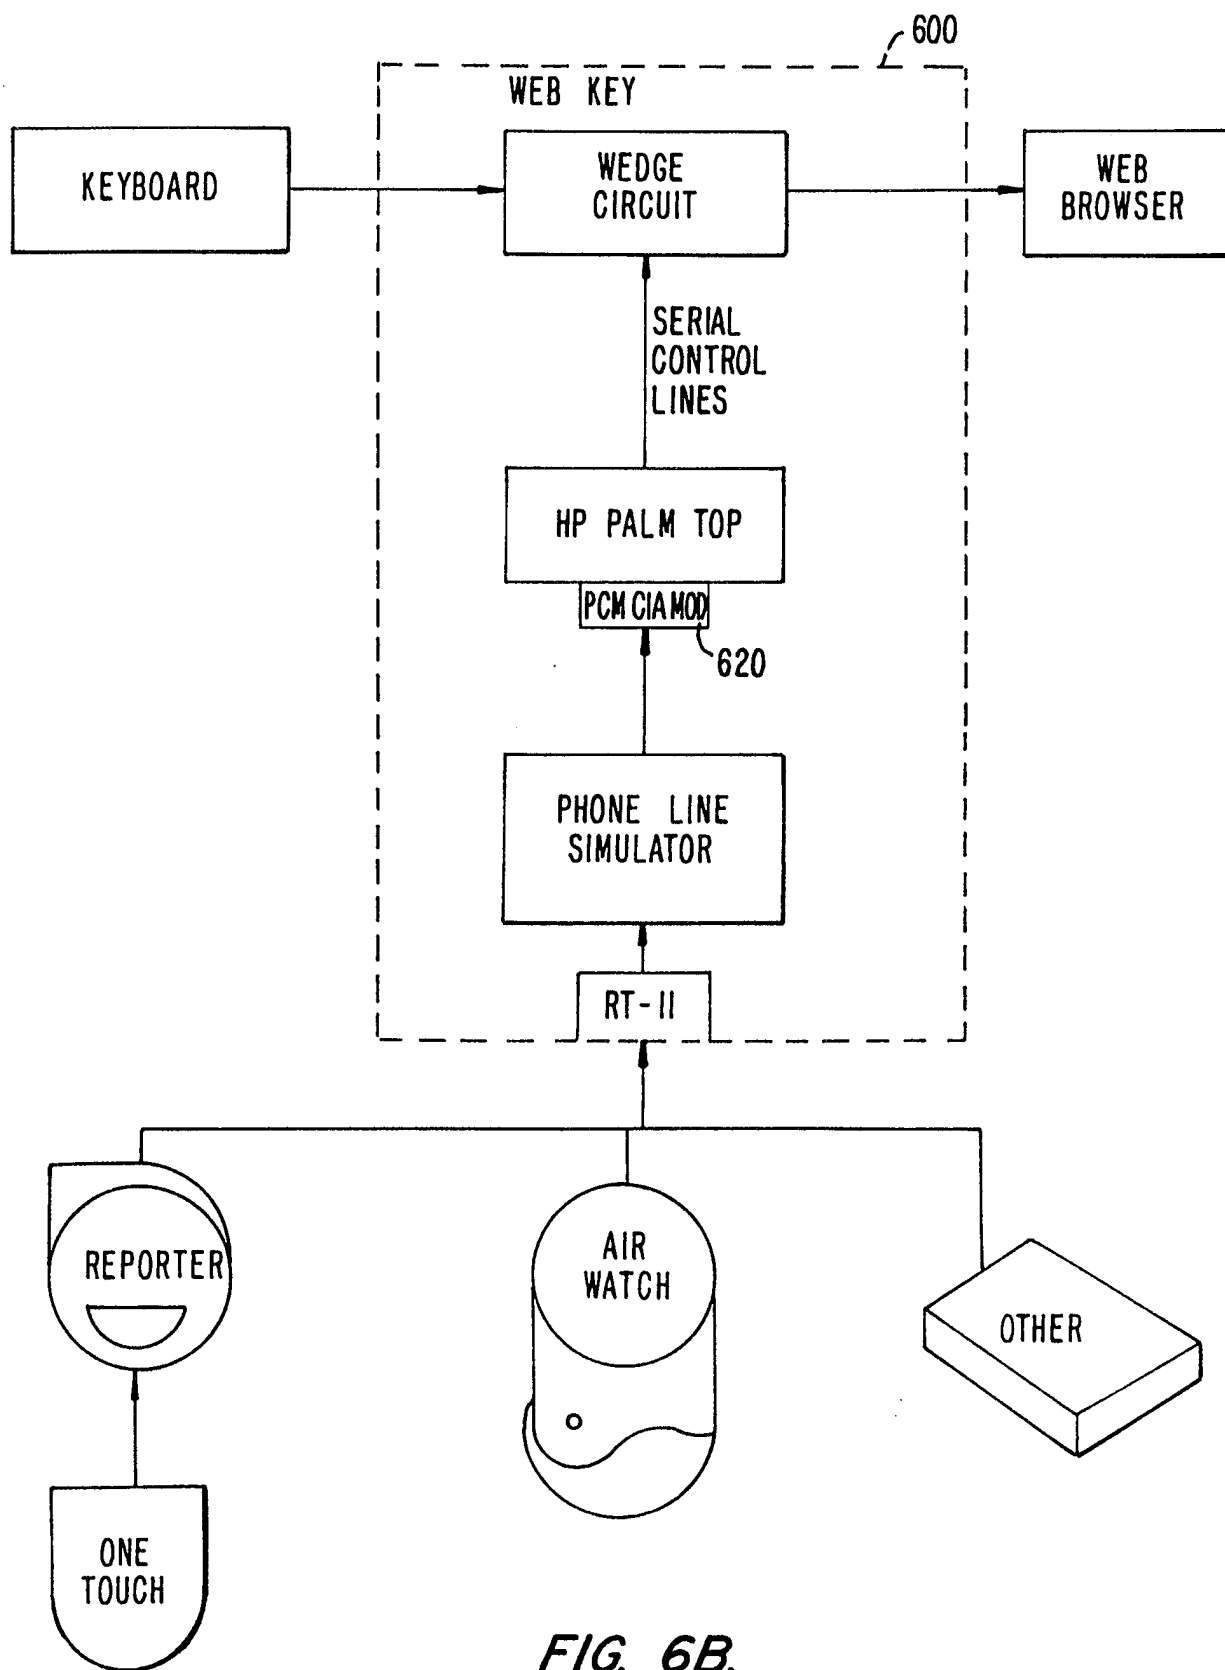 600
WEB KEY
KEYBOARD
WEDGE
CIRCUIT
WEB
BROWSER
SERIAL
CONTROL
LINES
HP PALM TOP
PCM CIA MOD
620
PHONE LINE
SIMULATOR
RT-11
REPORTER
AIR
WATCH
OTHER
ONE
TOUCH
FIG. 6B.